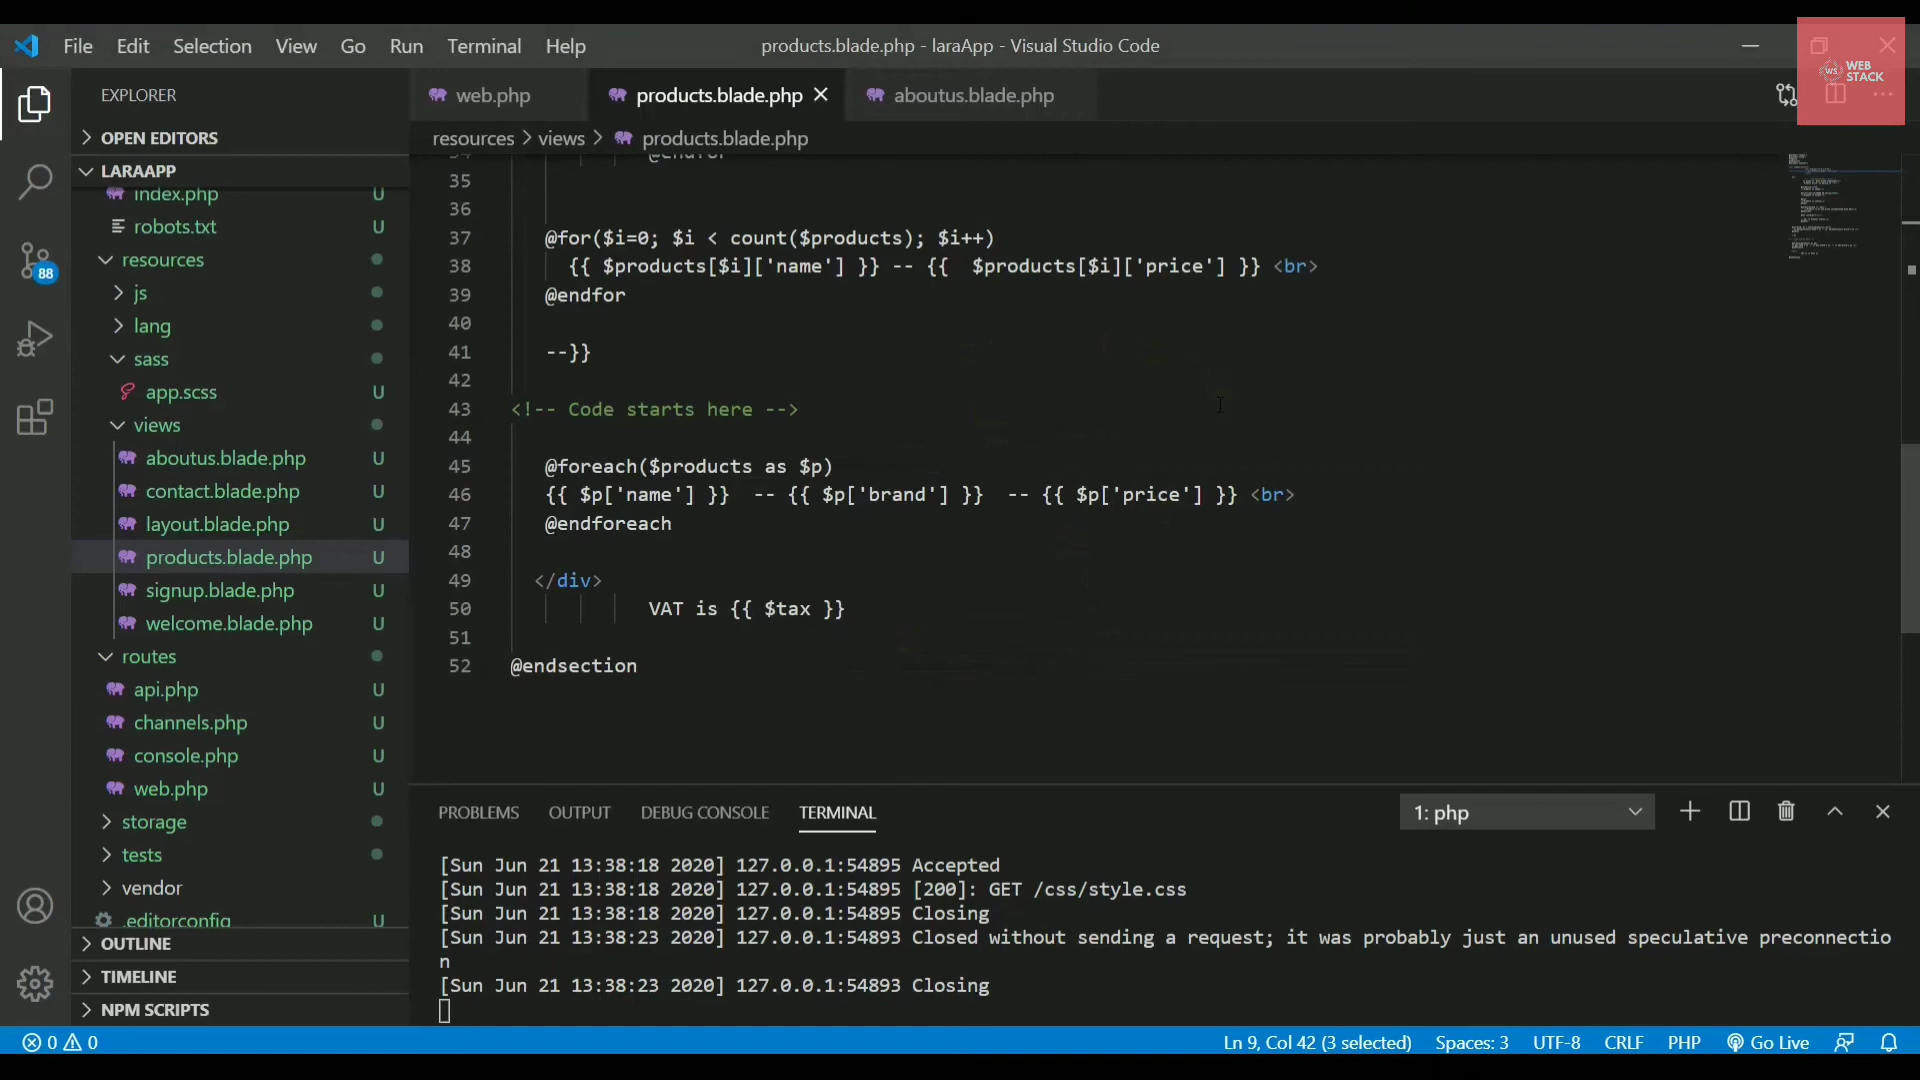 File Edit Selection View Go Run Terminal Help
products.blade.php - laraApp - Visual Studio Code
WS WEB
STACK
EXPLORER
OPEN EDITORS
LARAAPP
index.php U
robots.txt U
resources
js
lang
sass
app.scss U
views
aboutus.blade.php U
contact.blade.php U
layout.blade.php U
products.blade.php U
signup.blade.php U
welcome.blade.php U
routes
api.php U
channels.php U
console.php U
web.php U
storage
tests
vendor
.editorconfig U
OUTLINE
TIMELINE
NPM SCRIPTS
88
web.php products.blade.php aboutus.blade.php
resources > views > products.blade.php
34 @endfor
35
36
37 @for($i=0; $i < count($products); $i++)
38 {{ $products[$i]['name'] }} -- {{  $products[$i]['price'] }} <br>
39 @endfor
40
41 --}}
42
43 <!-- Code starts here -->
44
45 @foreach($products as $p)
46 {{ $p['name'] }}  -- {{ $p['brand'] }}  -- {{ $p['price'] }} <br>
47 @endforeach
48
49 </div>
50 VAT is {{ $tax }}
51
52 @endsection
PROBLEMS OUTPUT DEBUG CONSOLE TERMINAL 1: php
[Sun Jun 21 13:38:18 2020] 127.0.0.1:54895 Accepted
[Sun Jun 21 13:38:18 2020] 127.0.0.1:54895 [200]: GET /css/style.css
[Sun Jun 21 13:38:18 2020] 127.0.0.1:54895 Closing
[Sun Jun 21 13:38:23 2020] 127.0.0.1:54893 Closed without sending a request; it was probably just an unused speculative preconnectio
n
[Sun Jun 21 13:38:23 2020] 127.0.0.1:54893 Closing
0 0 Ln 9, Col 42 (3 selected) Spaces: 3 UTF-8 CRLF PHP Go Live